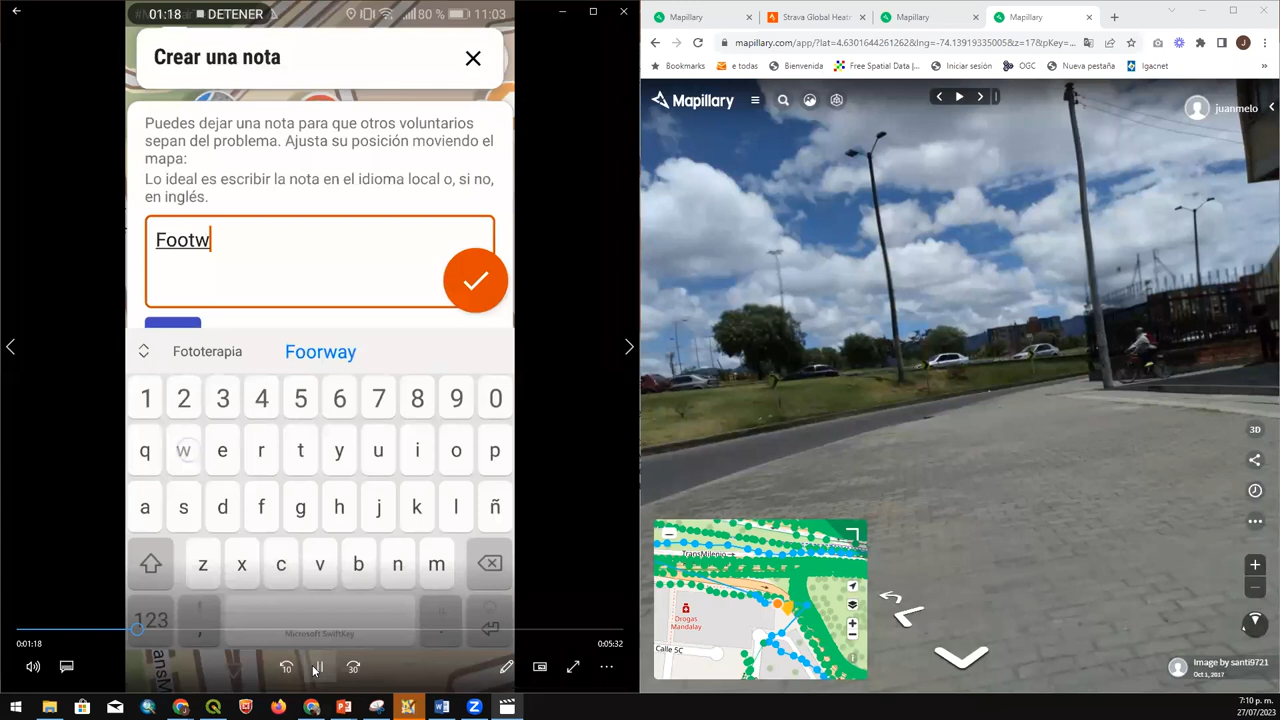 01:18 DETENER
80 % 11:03
Crear una nota
Puedes dejar una nota para que otros voluntarios
sepan del problema. Ajusta su posición moviendo el
mapa:
Lo ideal es escribir la nota en el idioma local o, si no,
en inglés.
Footw
Fototerapia Foorway
1 2 3 4 5 6 7 8 9 0
q w e r t y u i o p
a s d f g h j k l ñ
z x c v b n m
123 , .
Microsoft SwiftKey
0:01:18 0:05:32
10 30
Mapillary
Strava Global Heat
Mapillary
Mapillary
mapillary.com/app/?lat=4.6301644261262&lng=-74.13919335005&z=17&pKey=...
J
Bookmarks e todas Bienvenida Free Spatial Data |... Iniciar sesión OGC Nueva pestaña Igacnet »
Mapillary
juanmelo
3D
TransMilenio
Drogas
Mandalay
Calle 5C
Image by santi9721
Oct 1, 2017
7:10 p. m.
27/07/2023